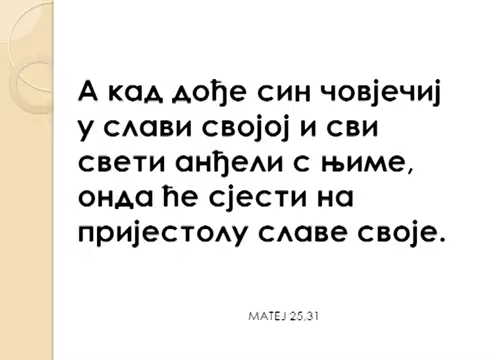 А кад дође син човјечиј
у слави својој и сви
свети анђели с њиме,
онда ће сјести на
пријестолу славе своје.
МАТЕЈ 25,31